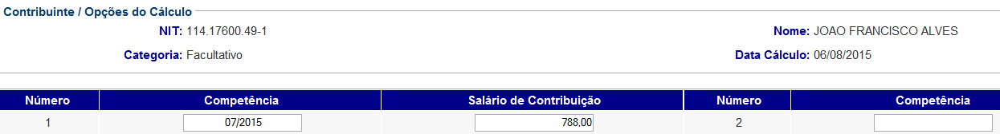 Contribuinte / Opções do Cálculo
NIT: 114.17600.49-1 Nome: JOAO FRANCISCO ALVES
Categoria: Facultativo Data Cálculo: 06/08/2015
Número Competência Salário de Contribuição Número Competência
1 07/2015 788,00 2